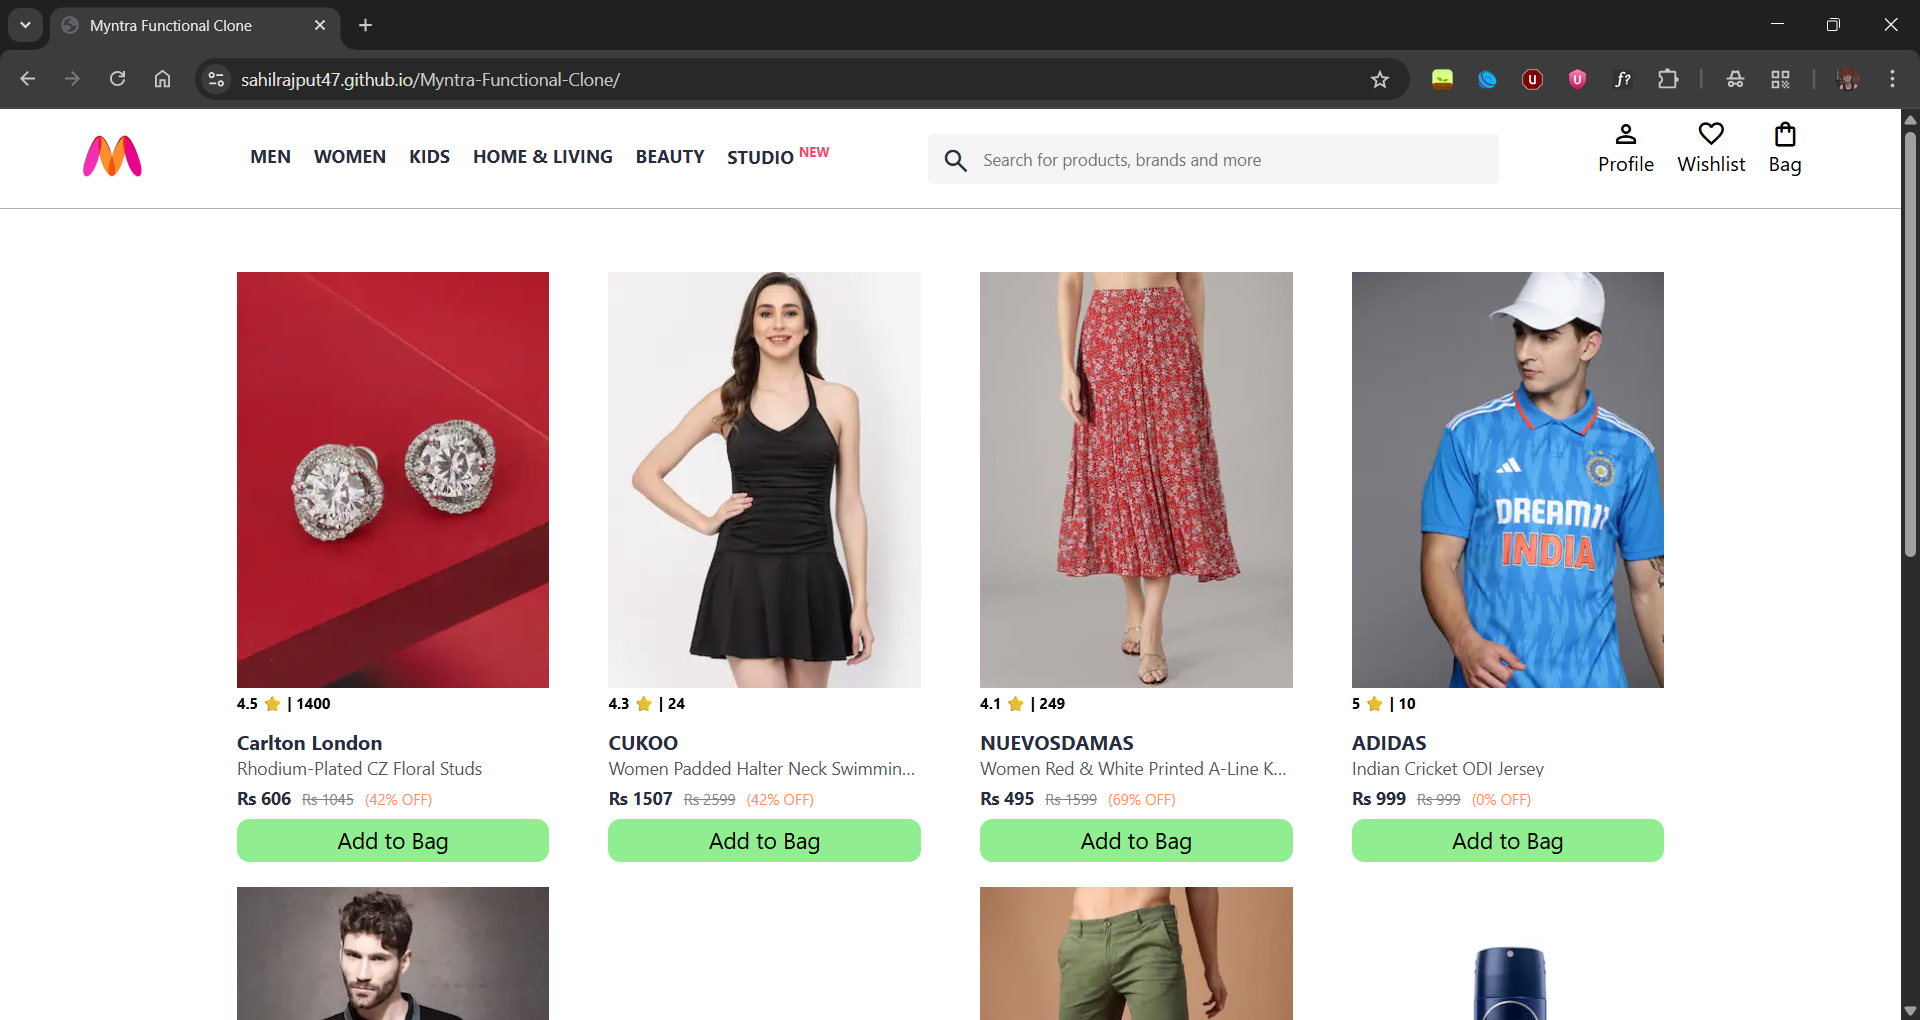 Myntra Functional Clone
sahilrajput47.github.io/Myntra-Functional-Clone/
MEN WOMEN KIDS HOME & LIVING BEAUTY STUDIO NEW
Search for products, brands and more
Profile Wishlist Bag
DREAM11
INDIA
4.5 ⭐ | 1400
Carlton London
Rhodium-Plated CZ Floral Studs
Rs 606 Rs 1045 (42% OFF)
Add to Bag
4.3 ⭐ | 24
CUKOO
Women Padded Halter Neck Swimmin...
Rs 1507 Rs 2599 (42% OFF)
Add to Bag
4.1 ⭐ | 249
NUEVOSDAMAS
Women Red & White Printed A-Line K...
Rs 495 Rs 1599 (69% OFF)
Add to Bag
5 ⭐ | 10
ADIDAS
Indian Cricket ODI Jersey
Rs 999 Rs 999 (0% OFF)
Add to Bag